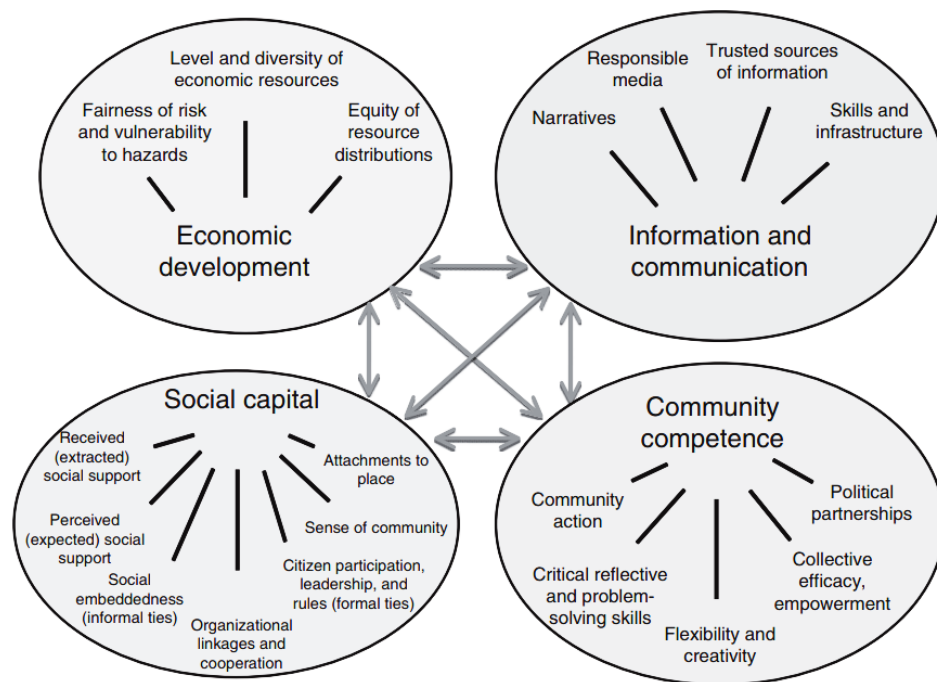 Level and diversity of
economic resources
Fairness of risk
and vulnerability
to hazards
Equity of
resource
distributions
Economic
development
Narratives
Responsible
media
Trusted sources
of information
Skills and
infrastructure
Information and
communication
Social capital
Received
(extracted)
social support
Perceived
(expected) social
support
Social
embeddedness
(informal ties)
Organizational
linkages and
cooperation
Citizen participation,
leadership, and
rules (formal ties)
Sense of community
Attachments to
place
Community
competence
Community
action
Critical reflective
and problem-
solving skills
Flexibility and
creativity
Collective
efficacy,
empowerment
Political
partnerships